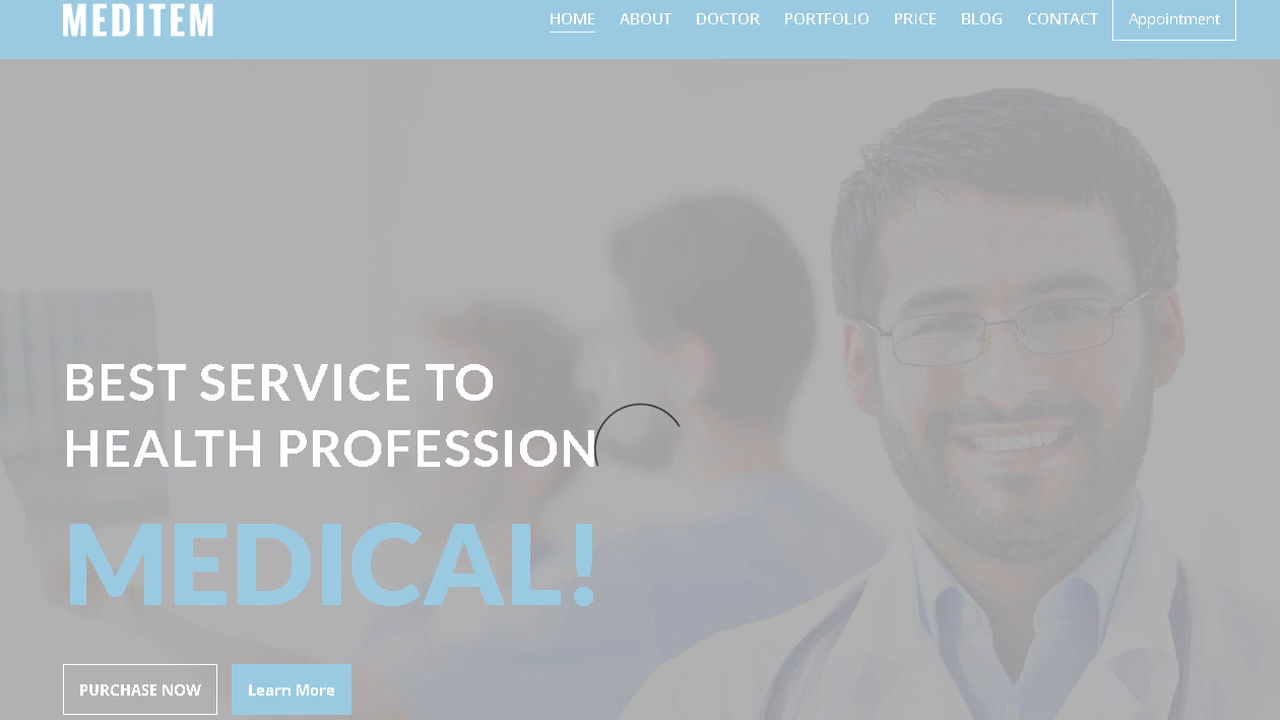 MEDITEM
HOME ABOUT DOCTOR PORTFOLIO PRICE BLOG CONTACT Appointment
BEST SERVICE TO
HEALTH PROFESSION
MEDICAL!
PURCHASE NOW Learn More